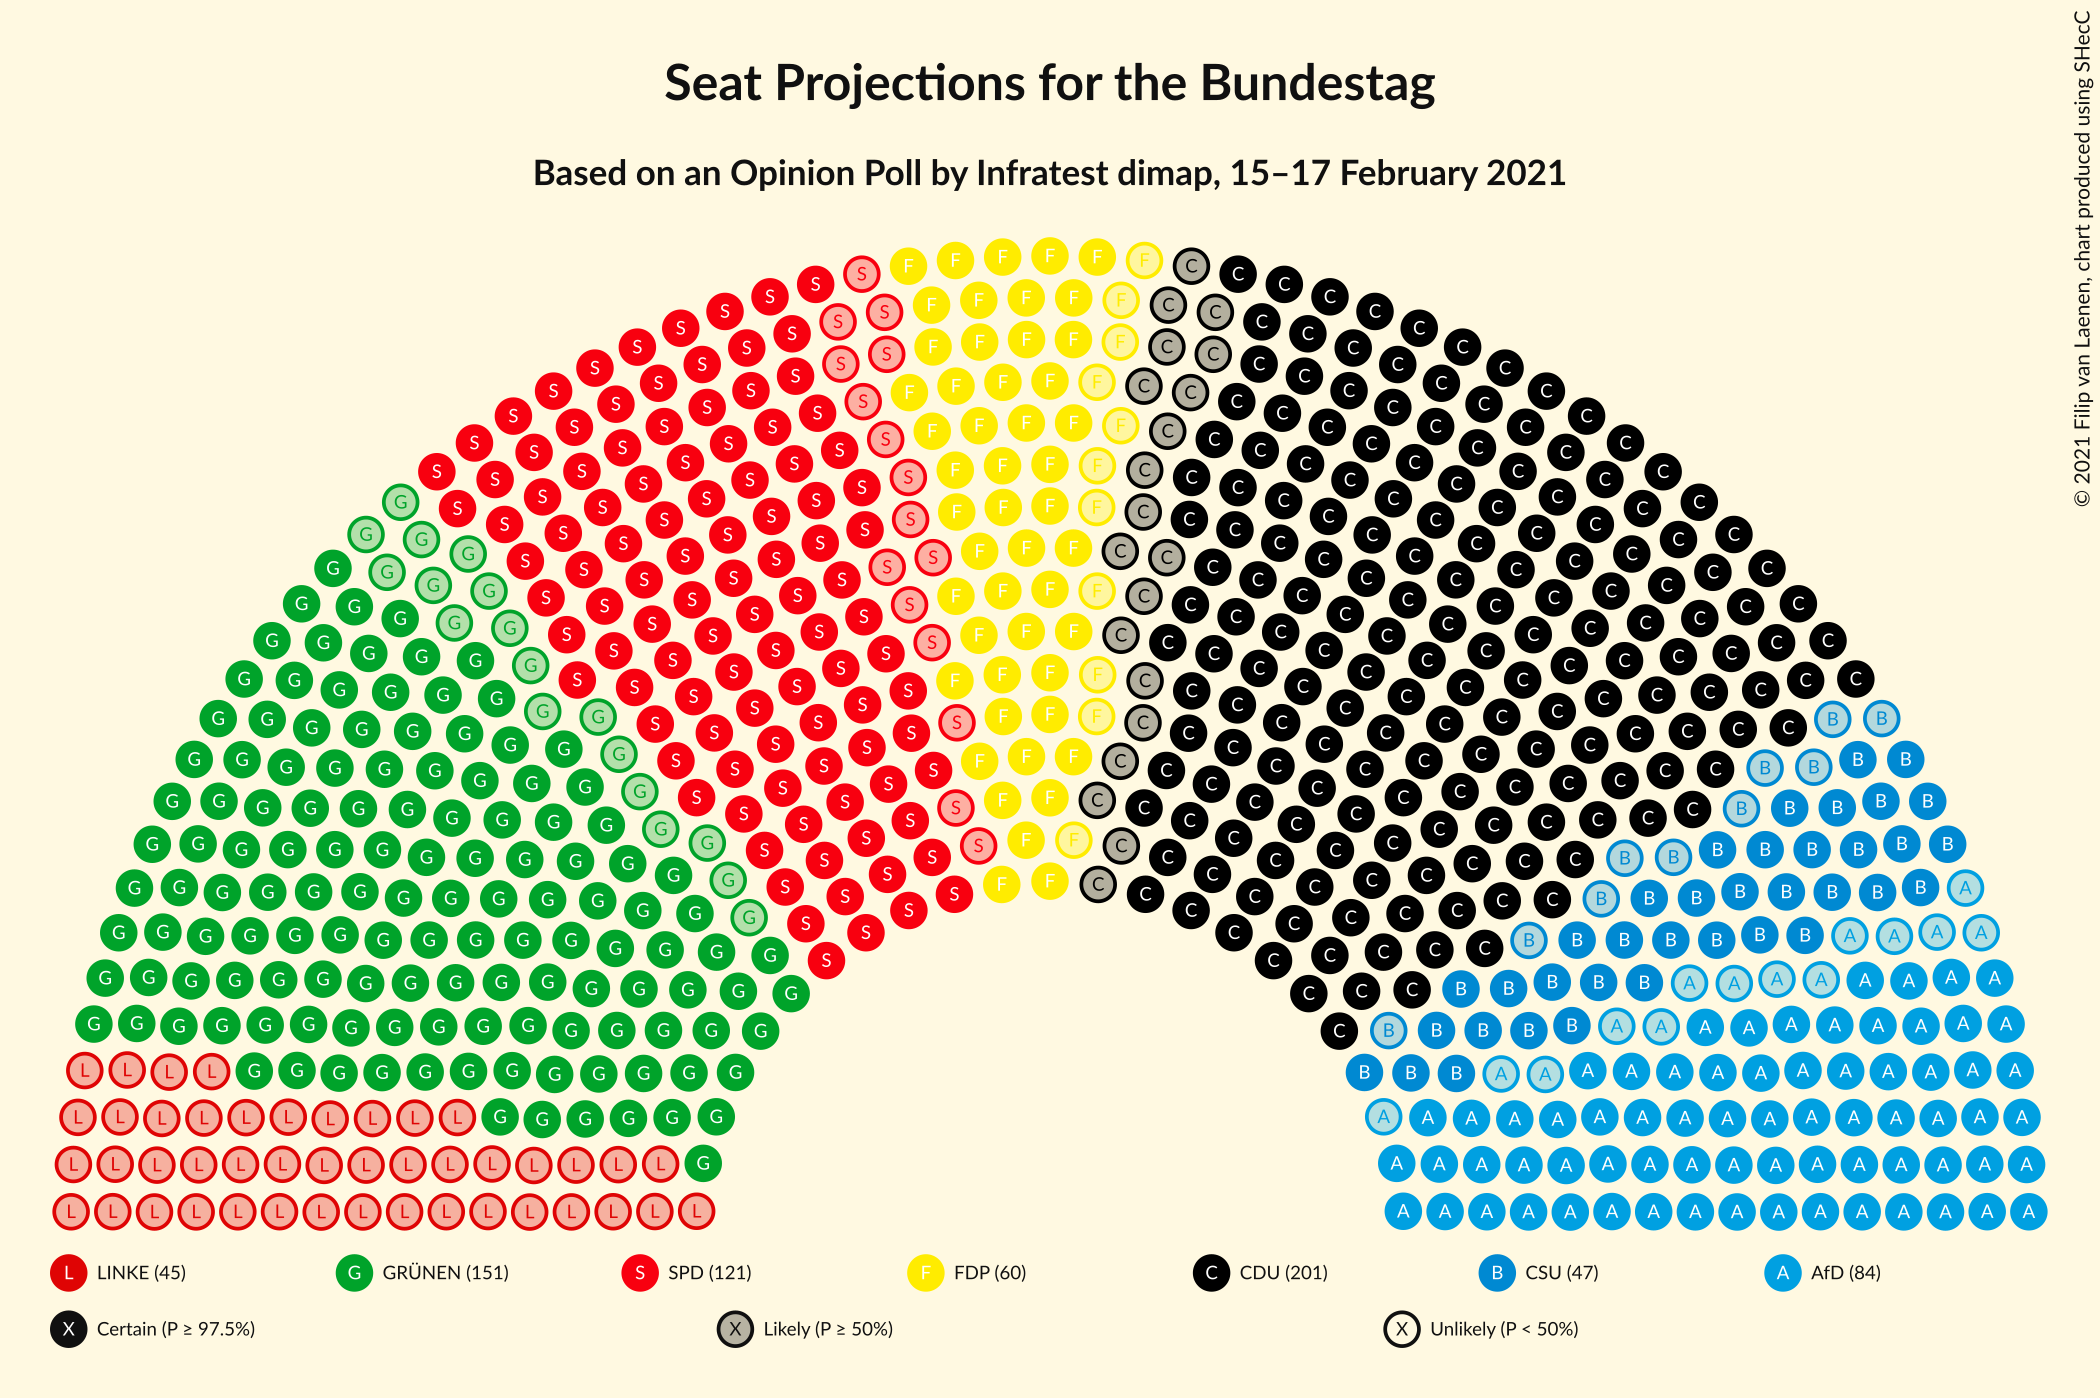 Seat Projections for the Bundestag
Based on an Opinion Poll by Infratest dimap, 15–17 February 2021
© 2021 Filip van Laenen, chart produced using SHecC
L LINKE (45) G GRÜNEN (151) S SPD (121) F FDP (60) C CDU (201) B CSU (47) A AfD (84)
X Certain (P ≥ 97.5%) X Likely (P ≥ 50%) X Unlikely (P < 50%)